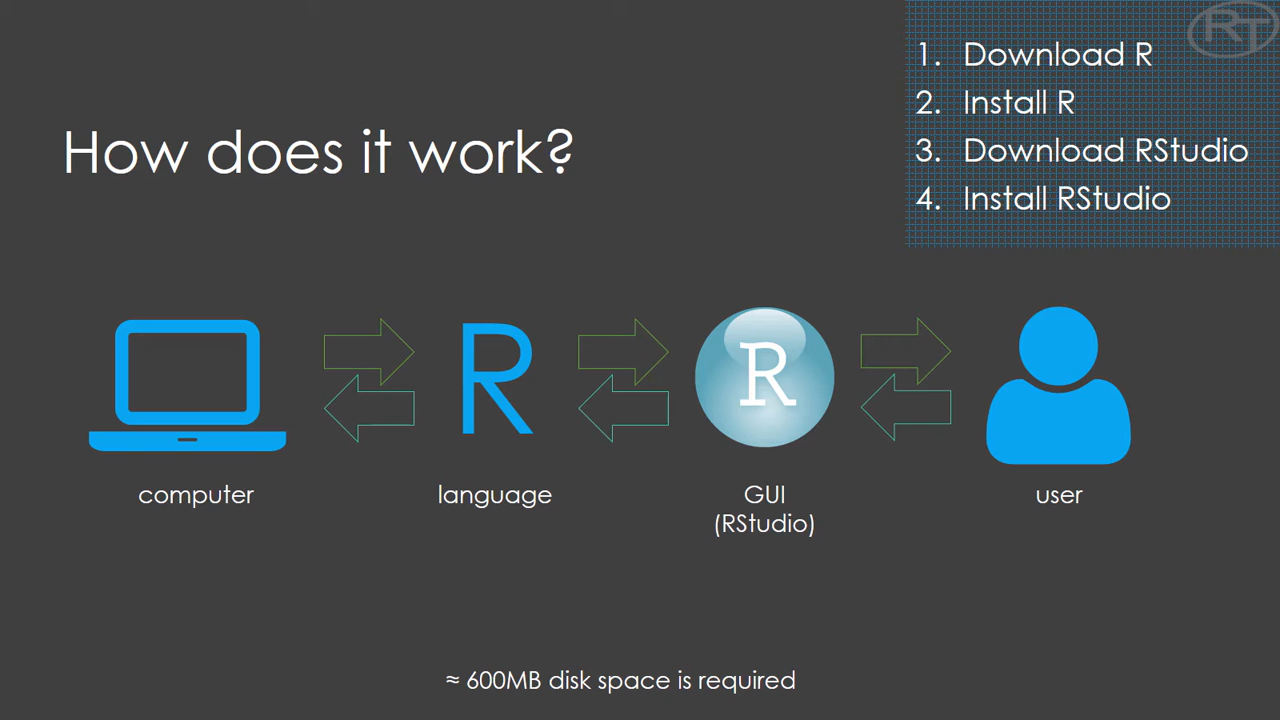 RT
1. Download R
2. Install R
3. Download RStudio
4. Install RStudio
How does it work?
R
R
computer
language
GUI
(RStudio)
user
≈ 600MB disk space is required